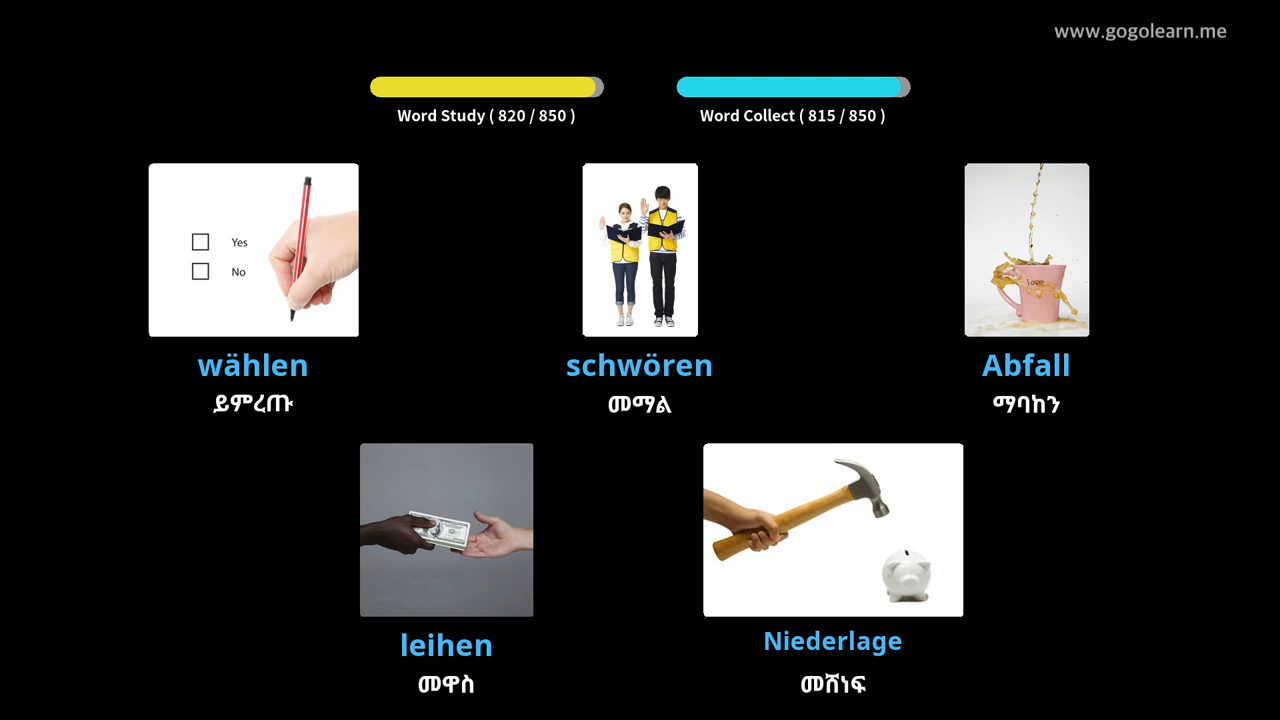 www.gogolearn.me
Word Study ( 820 / 850 )
Word Collect ( 815 / 850 )
Yes
No
Love
wählen
schwören
Abfall
ይምረጡ
መማል
ማባከን
leihen
Niederlage
መዋስ
መሸነፍ